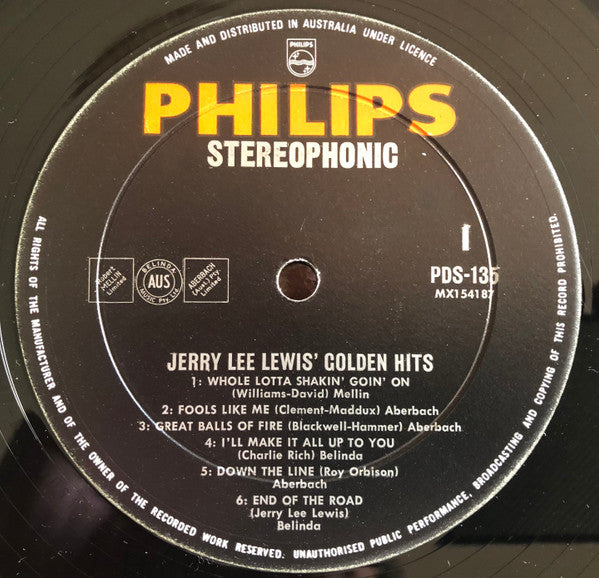 MADE AND DISTRIBUTED IN AUSTRALIA UNDER LICENCE
PHILIPS
PHILIPS
STEREOPHONIC
1
Robert
MELLIN
Limited
BELINDA
AUS
MUSIC Pty. Ltd
ABERBACH
(Aus.) Pty.
Limited
PDS-135
MX154187
JERRY LEE LEWIS' GOLDEN HITS
1: WHOLE LOTTA SHAKIN' GOIN' ON
(Williams-David) Mellin
2: FOOLS LIKE ME (Clement-Maddux) Aberbach
3: GREAT BALLS OF FIRE (Blackwell-Hammer) Aberbach
4: I'LL MAKE IT ALL UP TO YOU
(Charlie Rich) Belinda
5: DOWN THE LINE (Roy Orbison)
Aberbach
6: END OF THE ROAD
(Jerry Lee Lewis)
Belinda
ALL RIGHTS OF THE MANUFACTURER AND OF THE OWNER OF THE RECORDED WORK RESERVED. UNAUTHORISED PUBLIC PERFORMANCE, BROADCASTING AND COPYING OF THIS RECORD PROHIBITED.